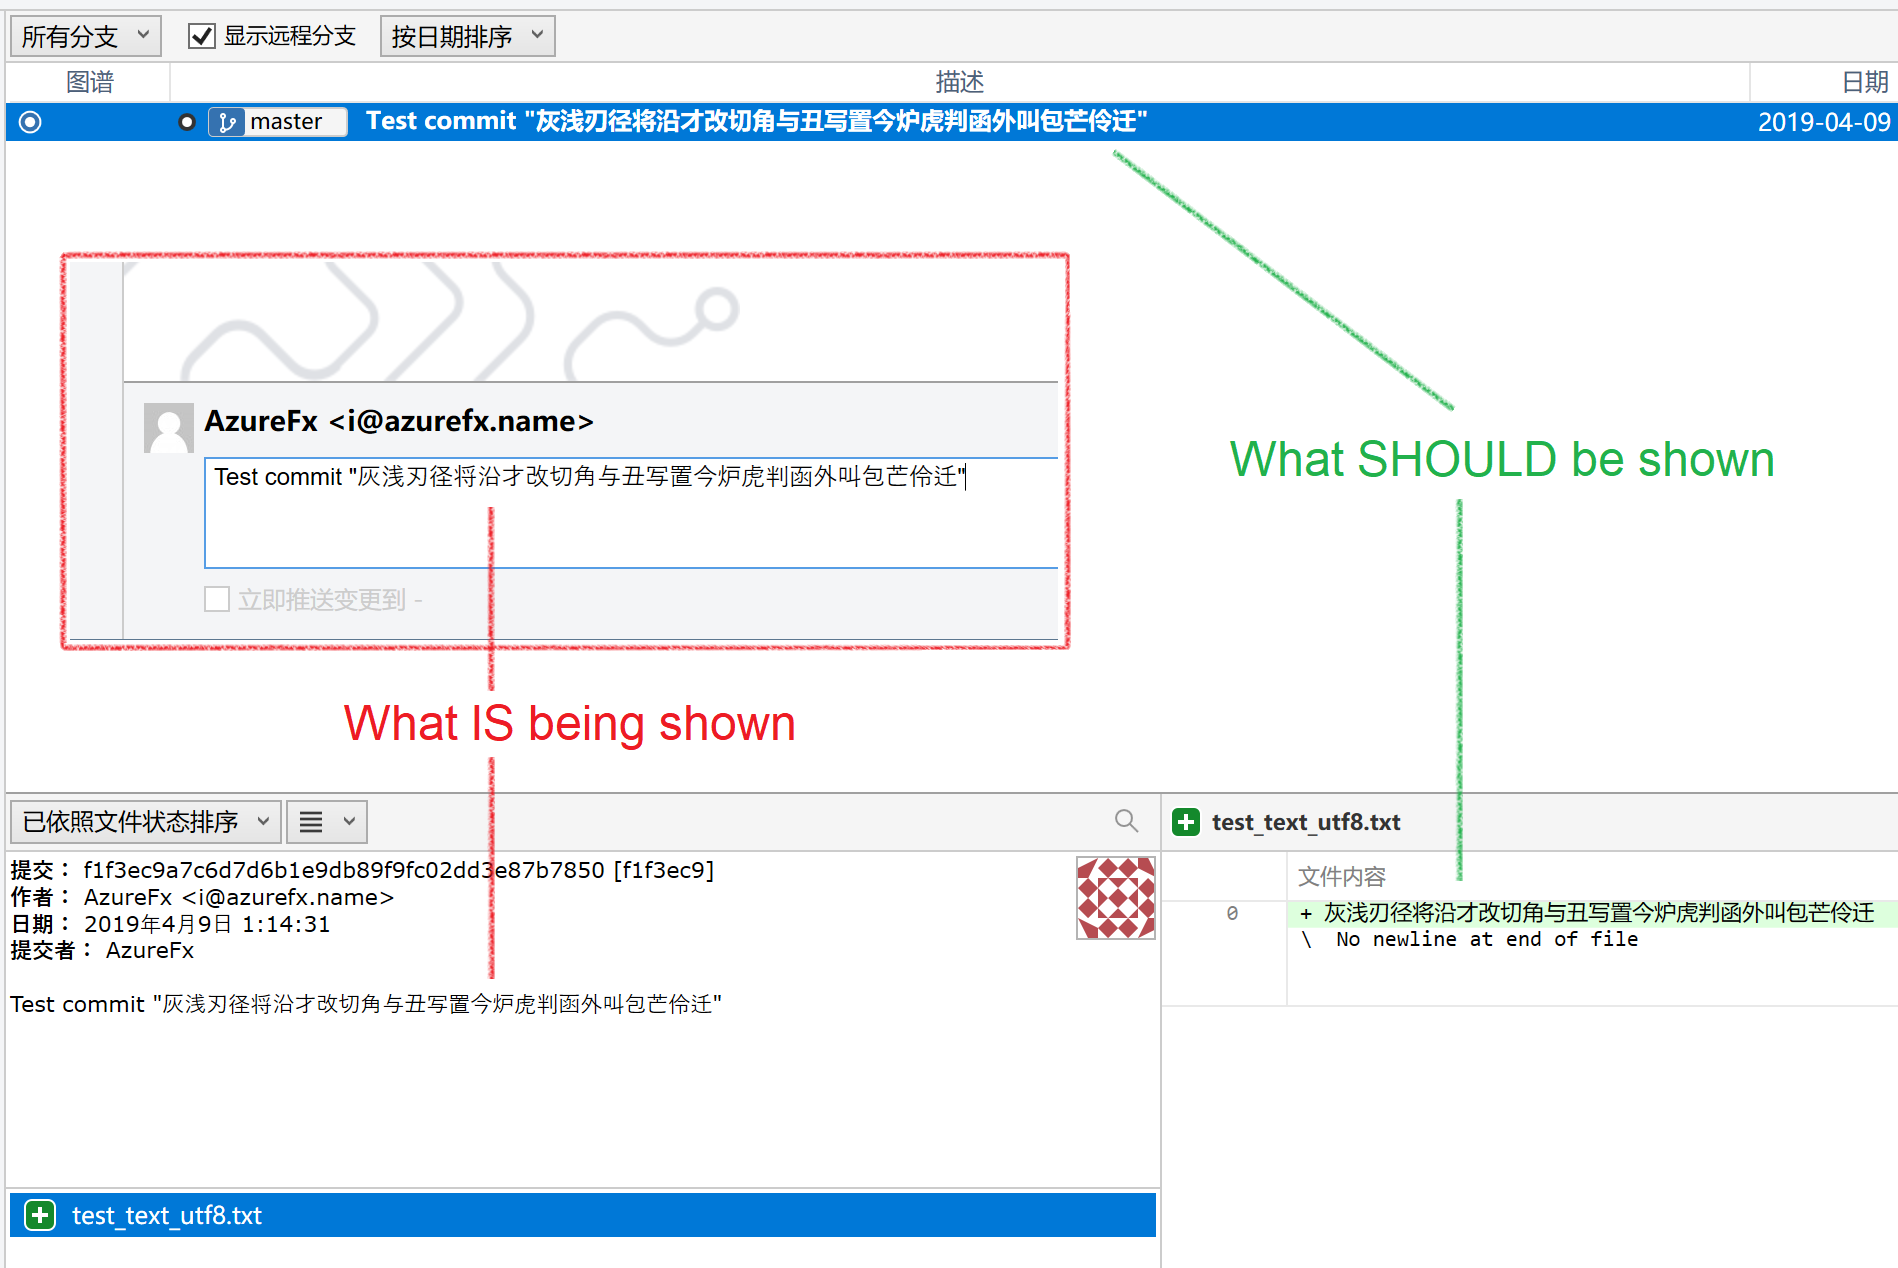 所有分支
显示远程分支
按日期排序
图谱
描述
日期
master
Test commit "灰浅刃径将沿才改切角与丑写置今炉虎判函外叫包芒伶迁"
2019-04-09
AzureFx <i@azurefx.name>
Test commit "灰浅刃径将沿才改切角与丑写置今炉虎判函外叫包芒伶迁"
立即推送变更到 -
What SHOULD be shown
What IS being shown
已依照文件状态排序
提交： f1f3ec9a7c6d7d6b1e9db89f9fc02dd3e87b7850 [f1f3ec9]
作者： AzureFx <i@azurefx.name>
日期： 2019年4月9日 1:14:31
提交者： AzureFx
Test commit "灰浅刃径将沿才改切角与丑写置今炉虎判函外叫包芒伶迁"
test_text_utf8.txt
文件内容
0 + 灰浅刃径将沿才改切角与丑写置今炉虎判函外叫包芒伶迁
\ No newline at end of file
test_text_utf8.txt